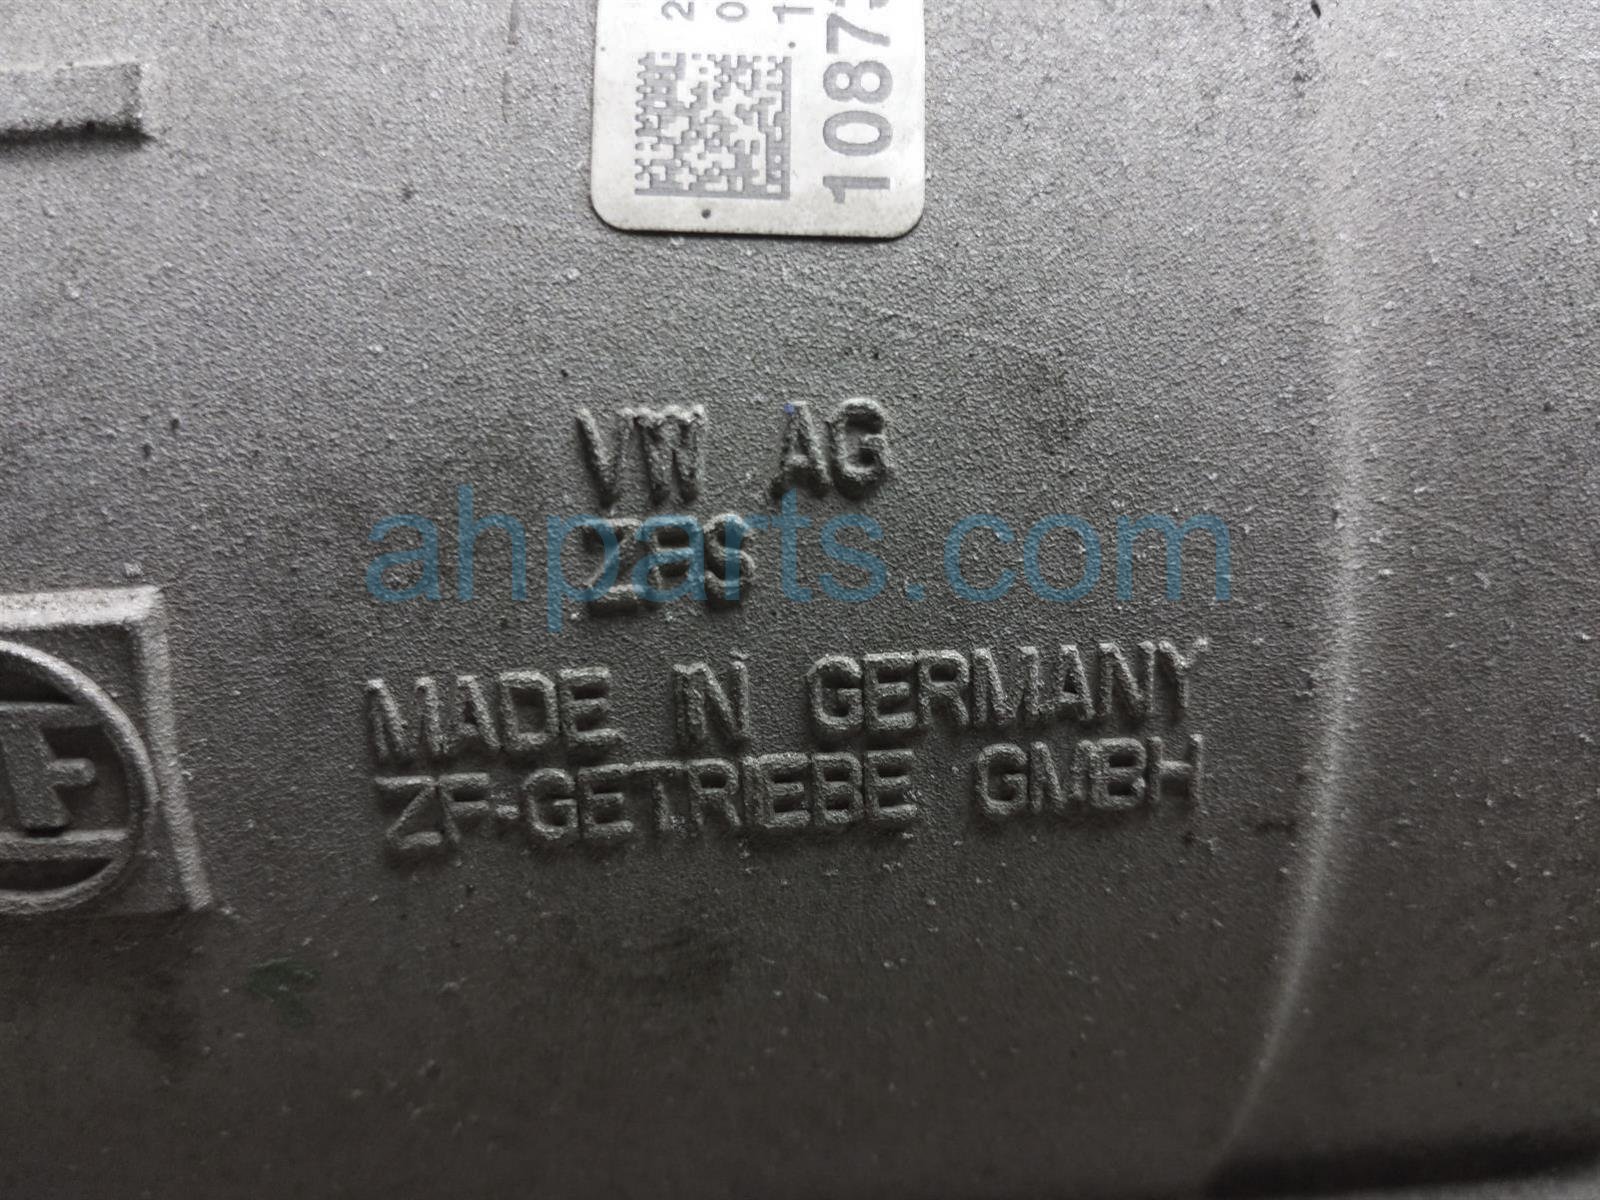 1087
VW AG
ahparts.com
MADE IN GERMANY
ZF-GETRIEBE GMBH